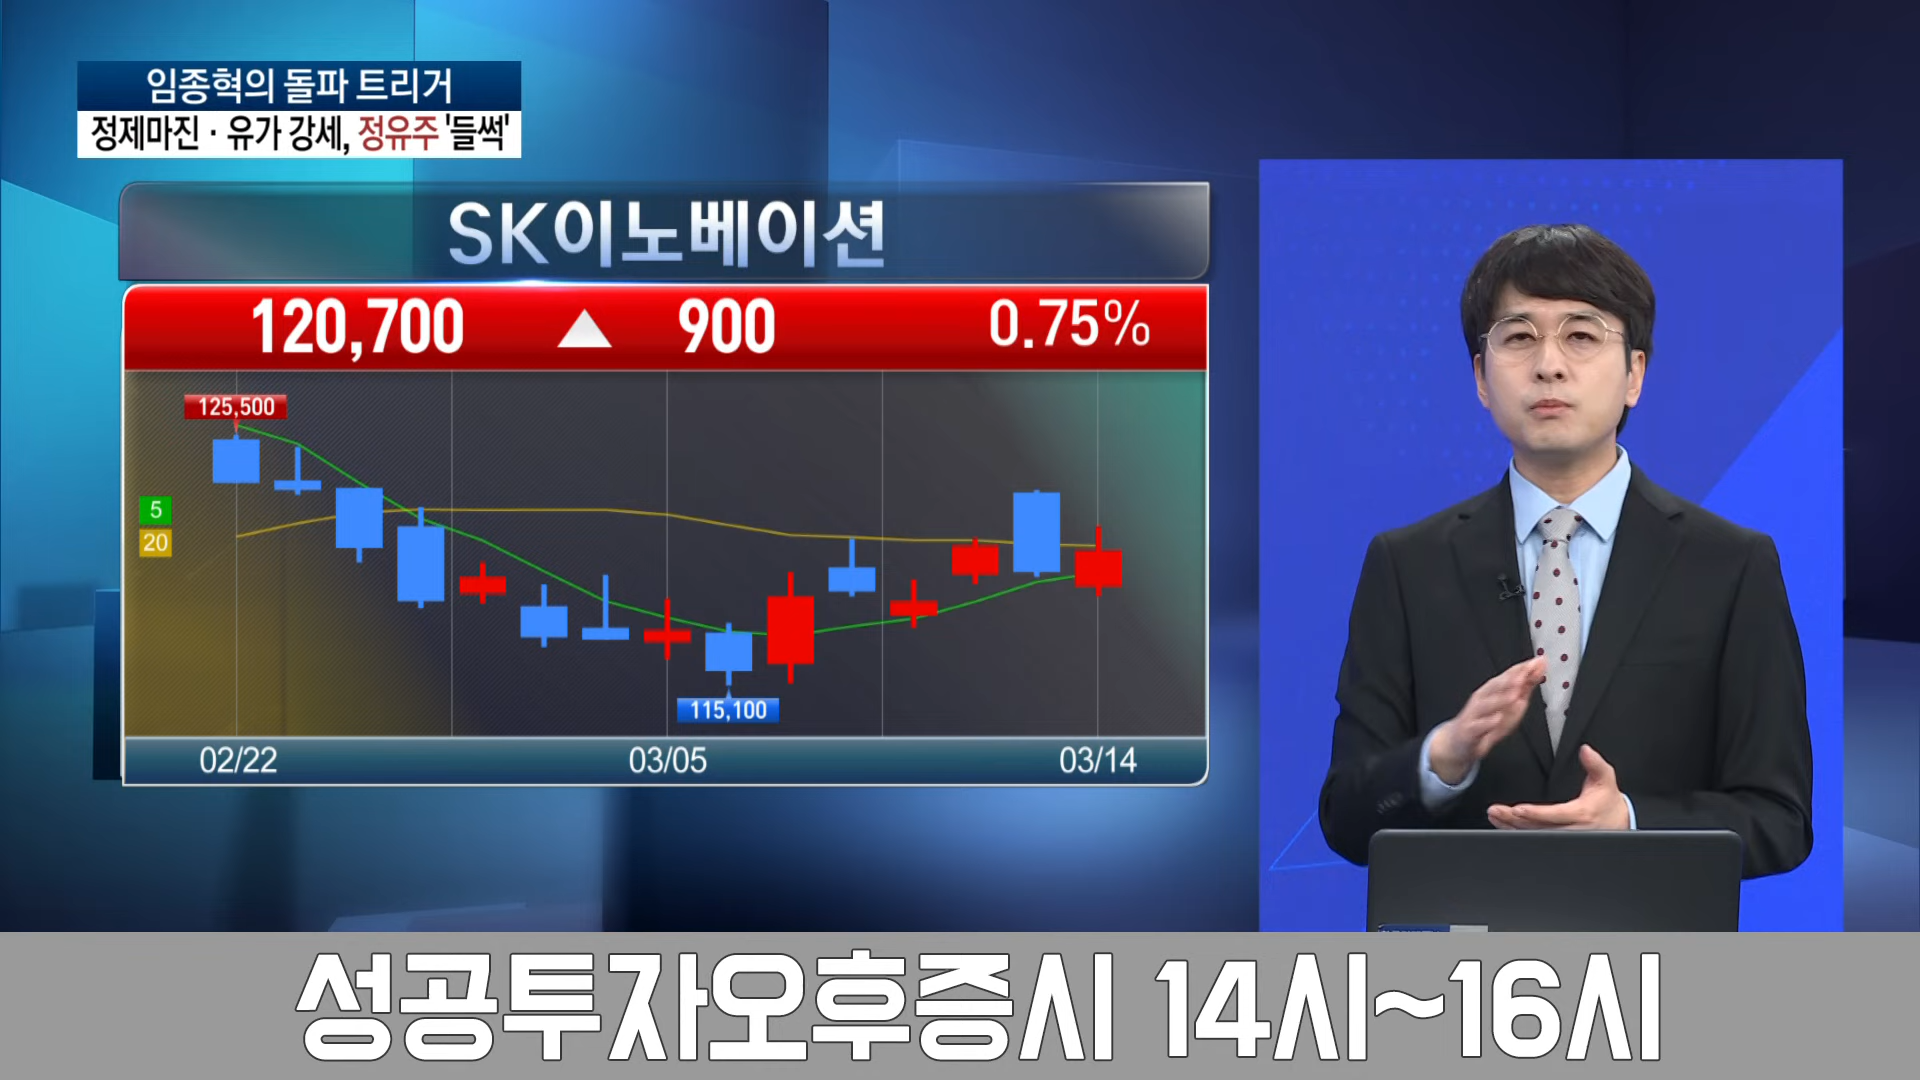 임종혁의 돌파 트리거
정제마진·유가 강세, 정유주 '들썩'
SK이노베이션
120,700 ▲ 900 0.75%
125,500
5
20
115,100
02/22 03/05 03/14
성공투자오후증시 14시~16시